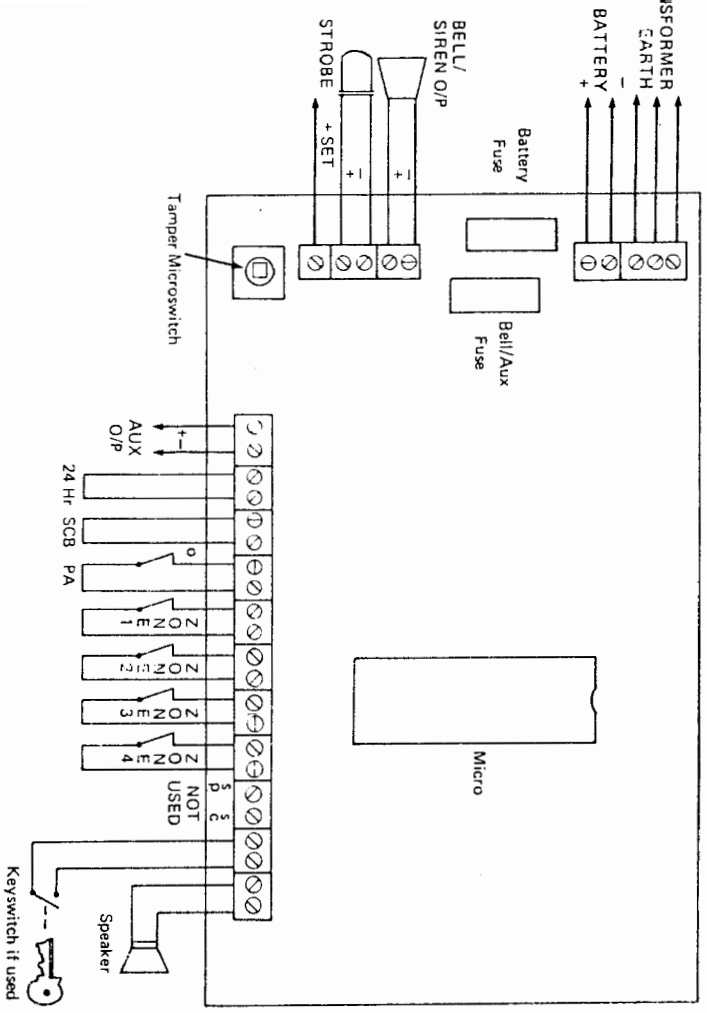 NSFORMER
EARTH
−
BATTERY
+
BELL/
SIREN O/P
STROBE
− +
− +
+ SET
Battery
Fuse
Bell/Aux
Fuse
Tamper Microswitch
Micro
+ −
AUX
O/P
24 Hr
SCB
PA
o
ZONE 1
ZONE 2
ZONE 3
ZONE 4
s s
p c
NOT
USED
Speaker
Keyswitch if used